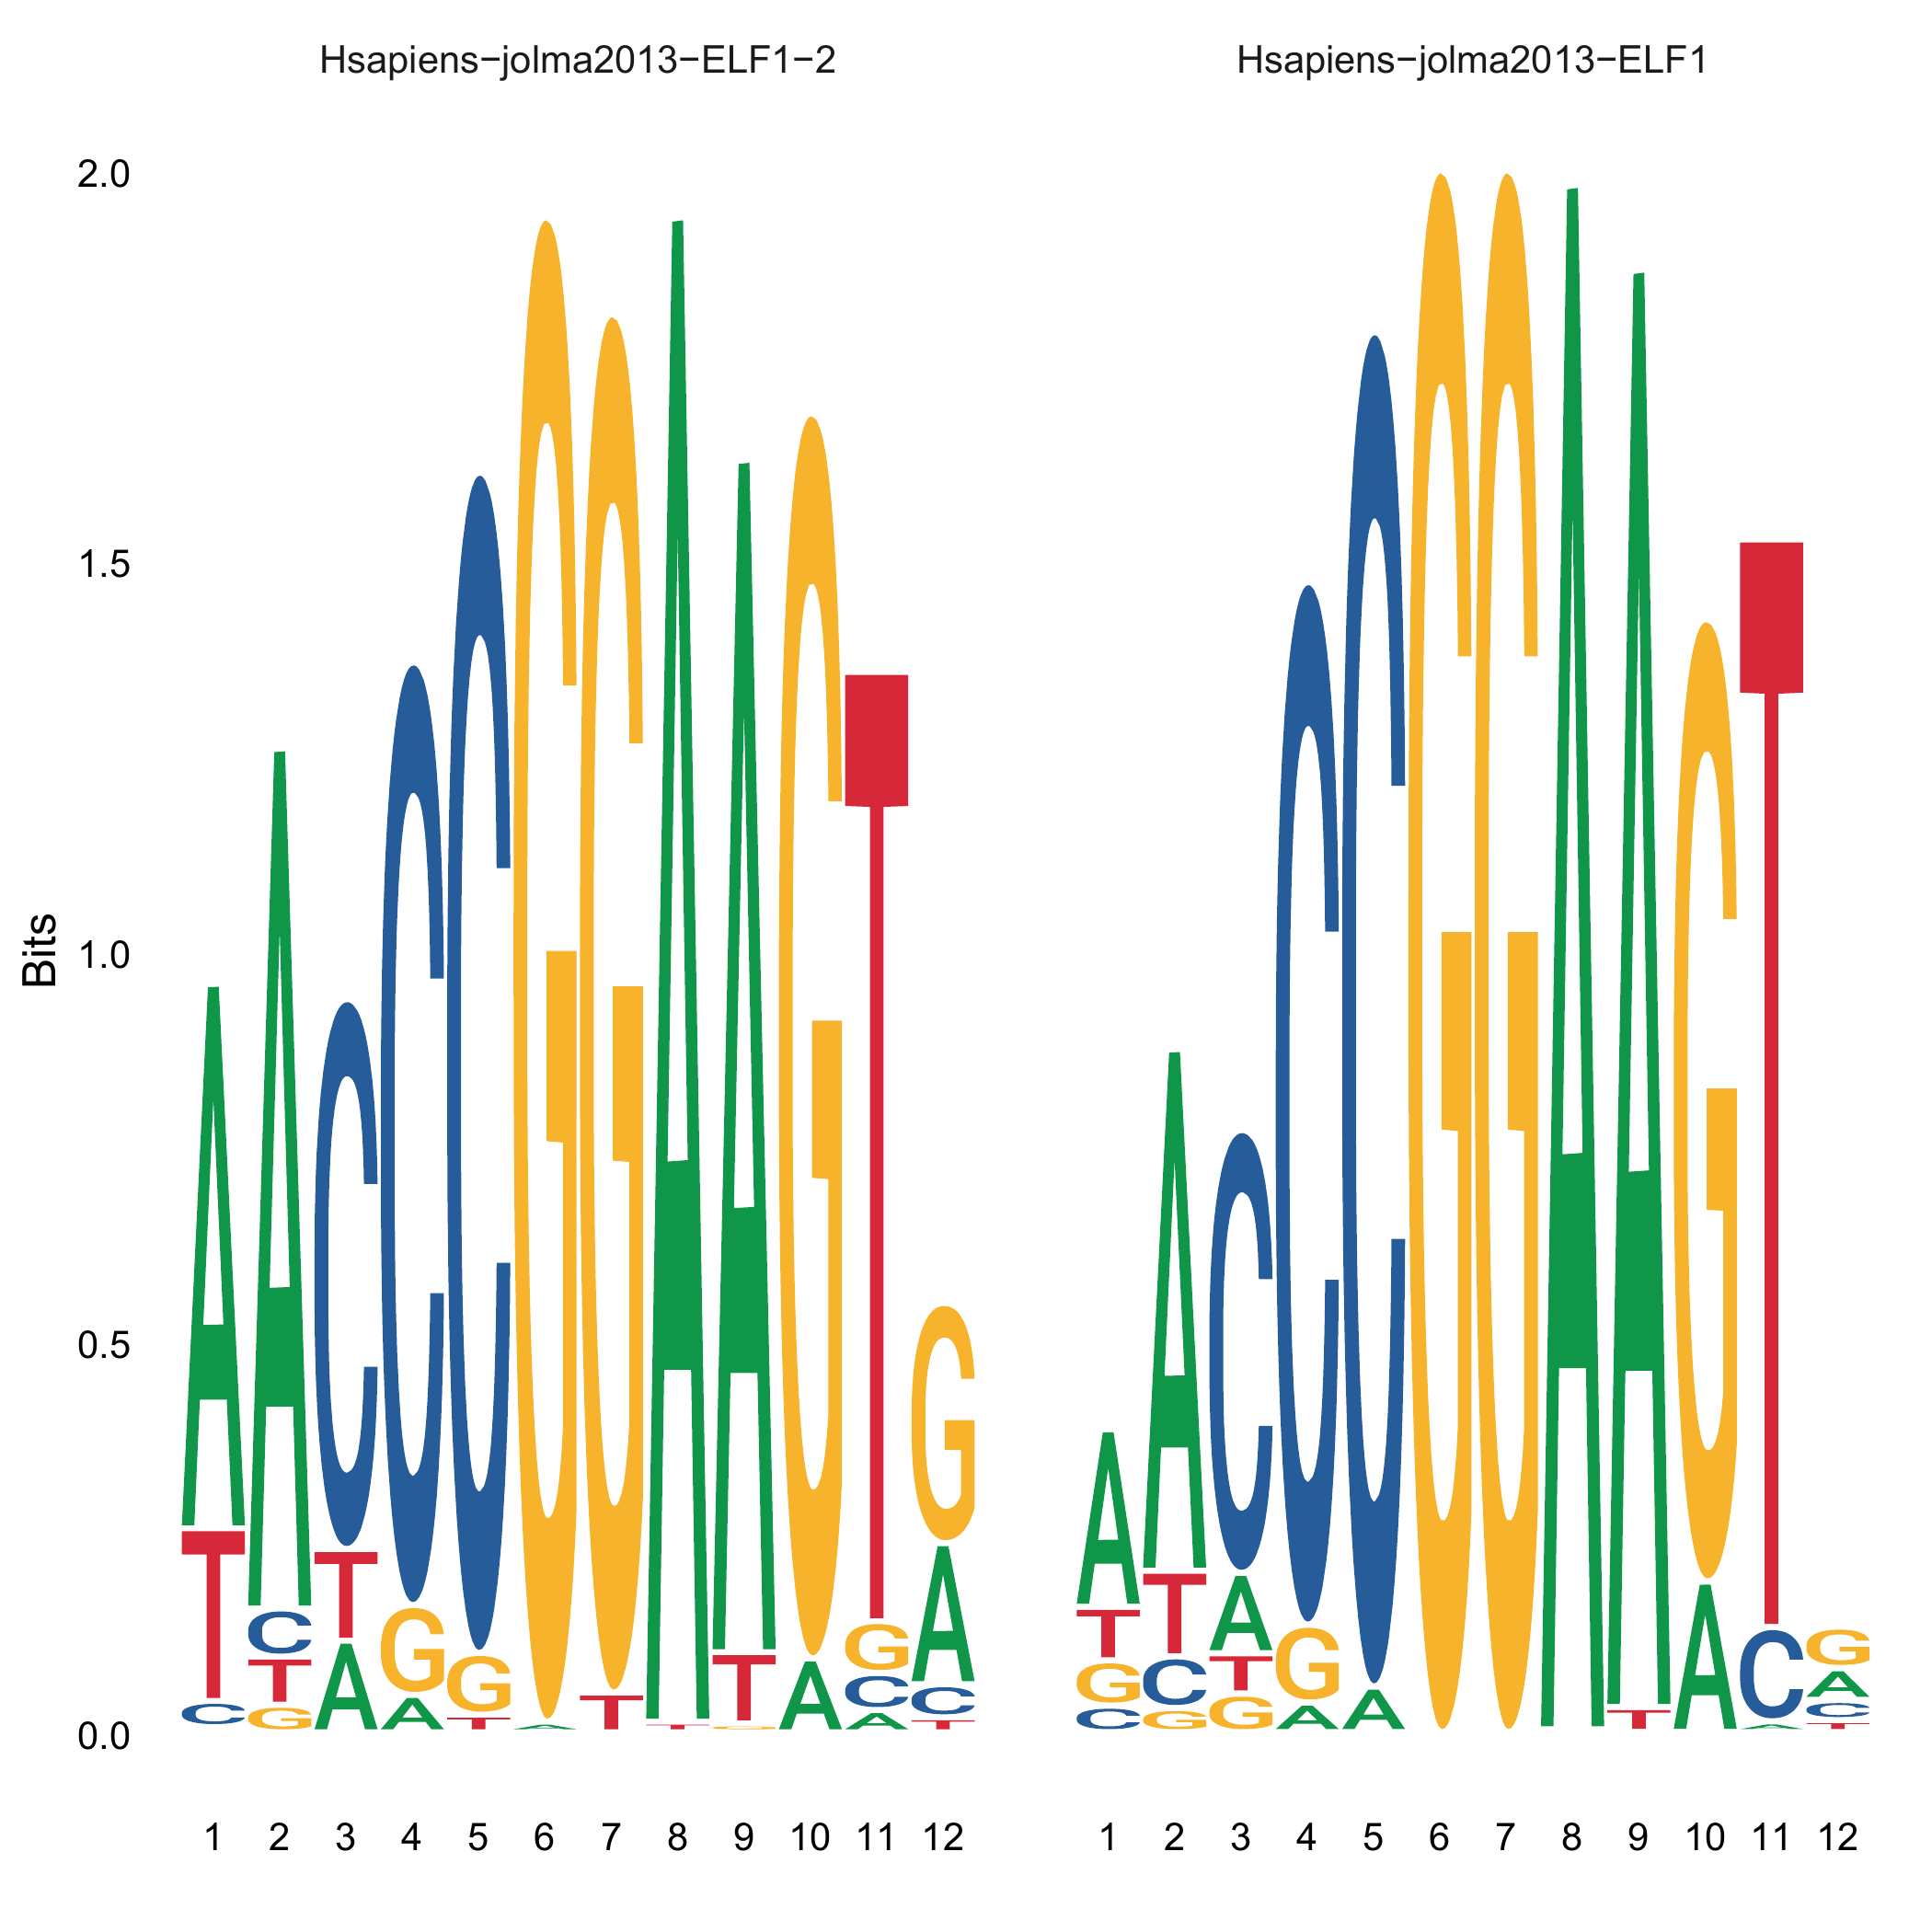 Hsapiens−jolma2013−ELF1−2
Hsapiens−jolma2013−ELF1
Bits
2.0
1.5
1.0
0.5
0.0
A A C C C G G A A G T G
T C T G G A T T T A G A
C T A A T G C C
G A T
1 2 3 4 5 6 7 8 9 10 11 12
A A C C C G G A A G T G
T T A G A T A C A
G C T A A C
C G G T
1 2 3 4 5 6 7 8 9 10 11 12